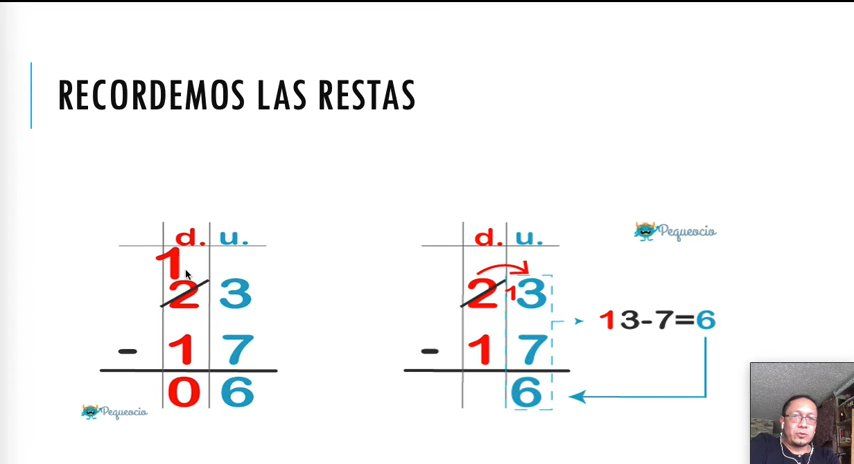 RECORDEMOS LAS RESTAS
d. u.
1
2 3
- 1 7
0 6
Pequeocio
d. u.
2 13
- 1 7
6
Pequeocio
13-7=6